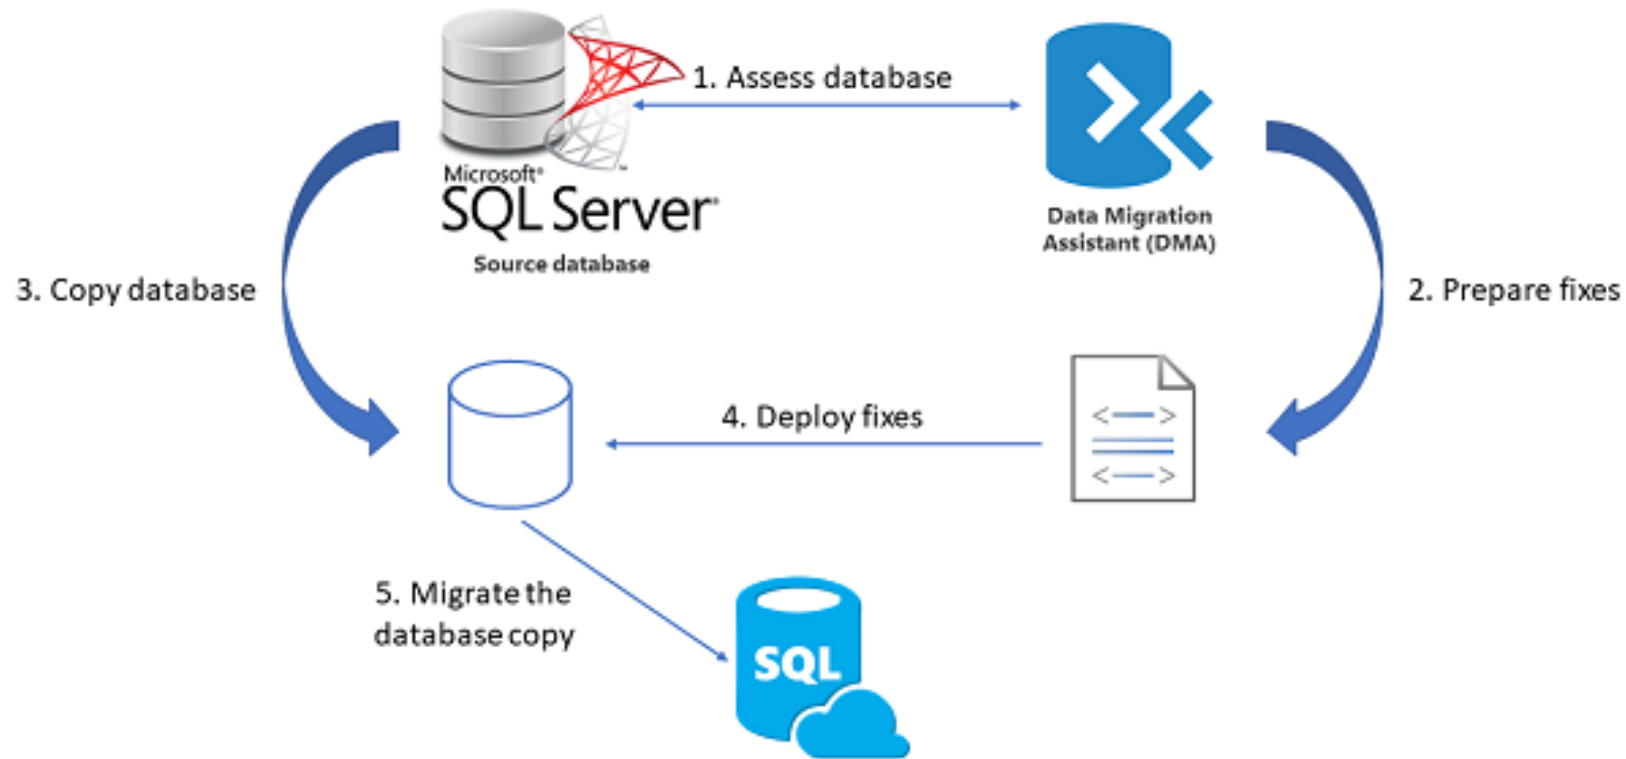 1. Assess database
Microsoft®
SQL Server®
Source database
Data Migration
Assistant (DMA)
3. Copy database
2. Prepare fixes
4. Deploy fixes
5. Migrate the
database copy
SQL